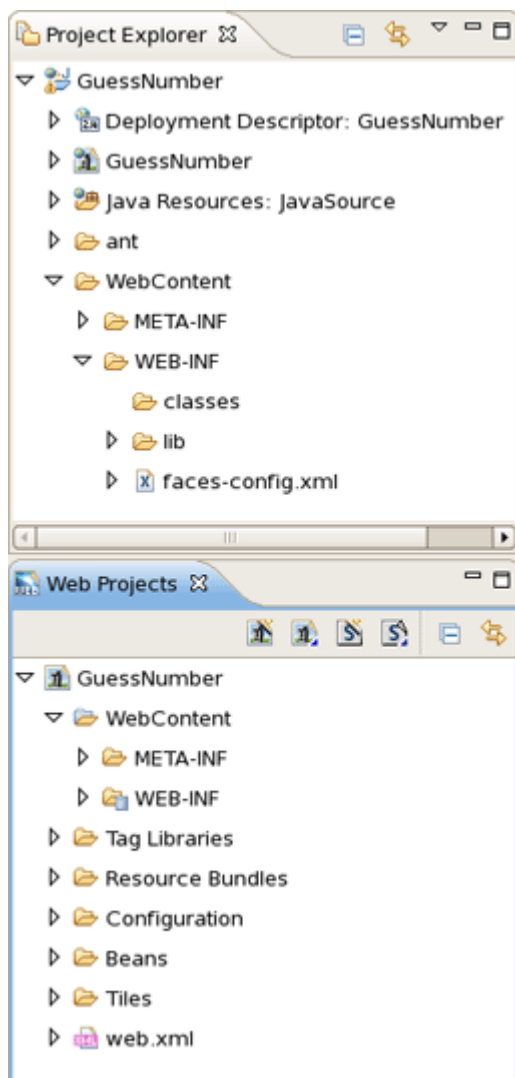 Project Explorer
GuessNumber
Deployment Descriptor: GuessNumber
GuessNumber
Java Resources: JavaSource
ant
WebContent
META-INF
WEB-INF
classes
lib
faces-config.xml
Web Projects
GuessNumber
WebContent
META-INF
WEB-INF
Tag Libraries
Resource Bundles
Configuration
Beans
Tiles
web.xml